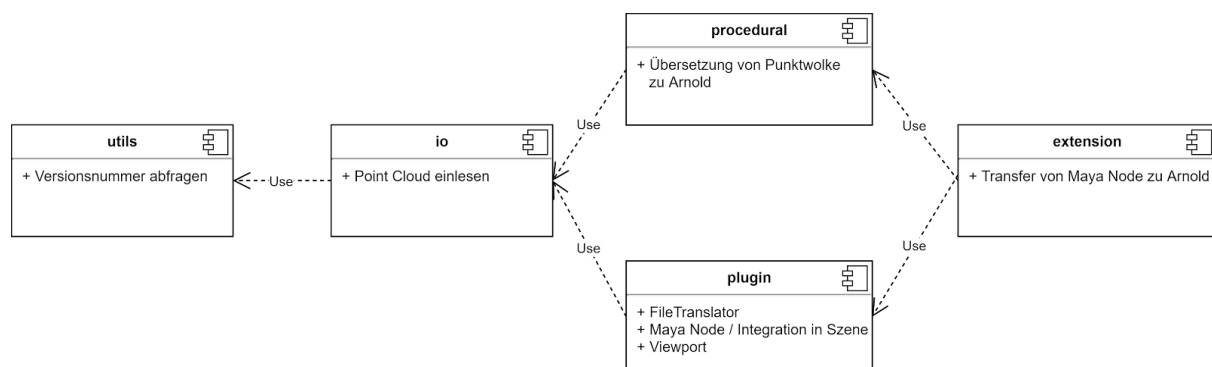 procedural
+ Übersetzung von Punktwolke
zu Arnold
Use
Use
utils
+ Versionsnummer abfragen
Use
io
+ Point Cloud einlesen
extension
+ Transfer von Maya Node zu Arnold
Use
Use
plugin
+ FileTranslator
+ Maya Node / Integration in Szene
+ Viewport